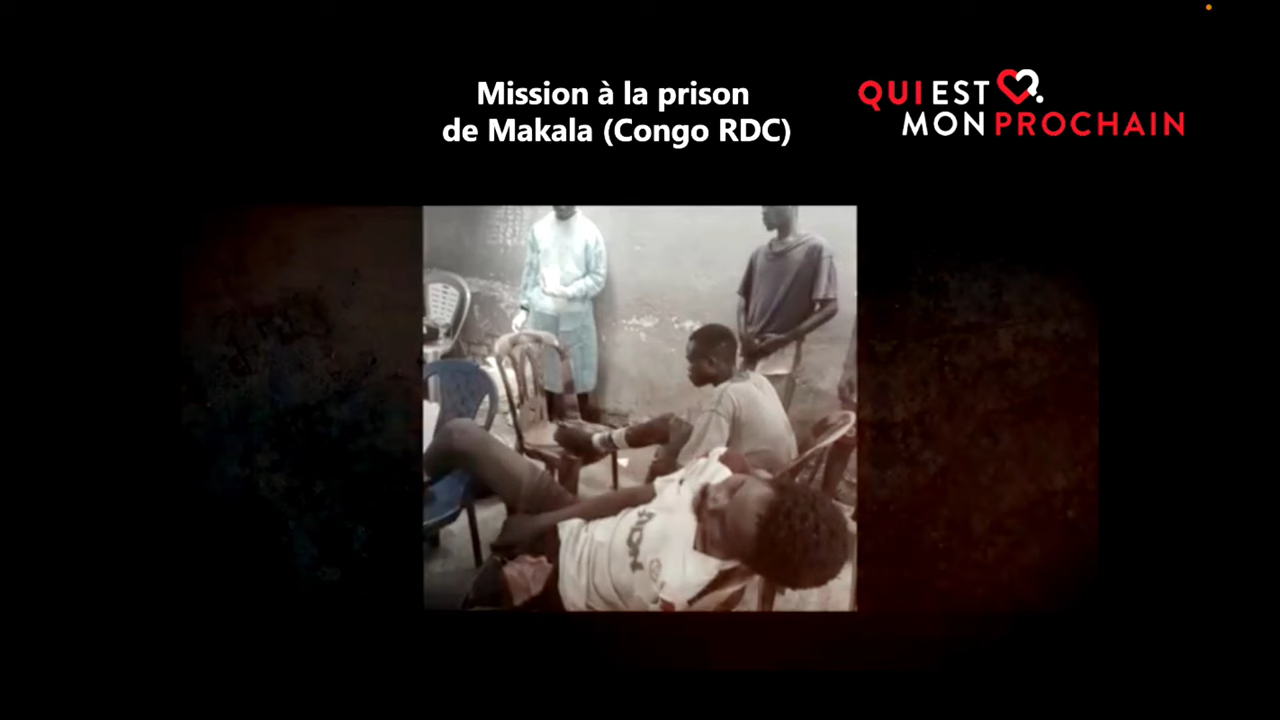 Mission à la prison
de Makala (Congo RDC)
QUI EST
MON PROCHAIN